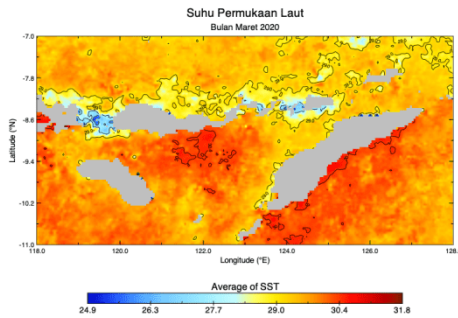 Suhu Permukaan Laut
Bulan Maret 2020
-7.0
-7.8
-8.6
-9.4
-10.2
-11.0
Latitude (°N)
118.0 120.0 122.0 124.0 126.0 128.
Longitude (°E)
Average of SST
24.9 26.3 27.7 29.0 30.4 31.8